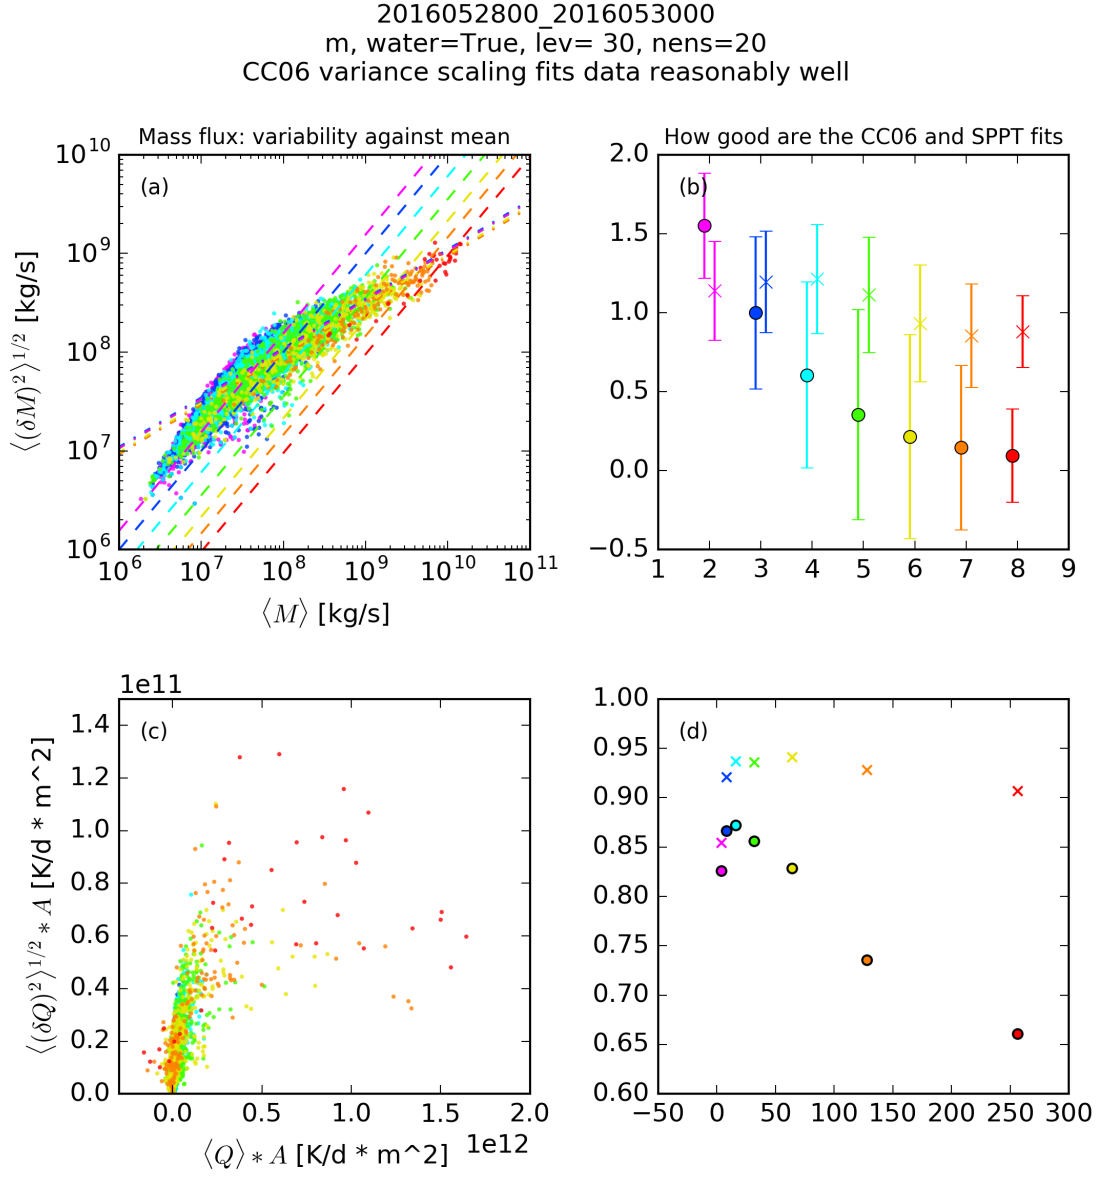 2016052800_2016053000
m, water=True, lev= 30, nens=20
CC06 variance scaling fits data reasonably well
Mass flux: variability against mean
(a)
10^10
10^9
10^8
10^7
10^6
10^6 10^7 10^8 10^9 10^10 10^11
⟨(δM)^2⟩^1/2 [kg/s]
⟨M⟩ [kg/s]
How good are the CC06 and SPPT fits
(b)
2.0
1.5
1.0
0.5
0.0
−0.5
1 2 3 4 5 6 7 8 9
1e11
(c)
1.4
1.2
1.0
0.8
0.6
0.4
0.2
0.0
0.0 0.5 1.0 1.5 2.0
1e12
⟨(δQ)^2⟩^1/2 * A [K/d * m^2]
⟨Q⟩ * A [K/d * m^2]
(d)
1.00
0.95
0.90
0.85
0.80
0.75
0.70
0.65
0.60
−50 0 50 100 150 200 250 300